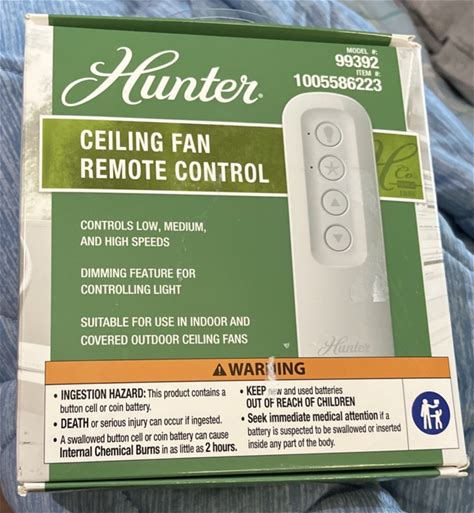 MODEL #:
99392
ITEM #:
1005586223
Hunter®
CEILING FAN
REMOTE CONTROL
CONTROLS LOW, MEDIUM,
AND HIGH SPEEDS
DIMMING FEATURE FOR
CONTROLLING LIGHT
SUITABLE FOR USE IN INDOOR AND
COVERED OUTDOOR CEILING FANS
Hunter
WARNING
• INGESTION HAZARD: This product contains a
button cell or coin battery.
• DEATH or serious injury can occur if ingested.
• A swallowed button cell or coin battery can cause
Internal Chemical Burns in as little as 2 hours.
• KEEP new and used batteries
OUT OF REACH OF CHILDREN
• Seek immediate medical attention if a
battery is suspected to be swallowed or inserted
inside any part of the body.